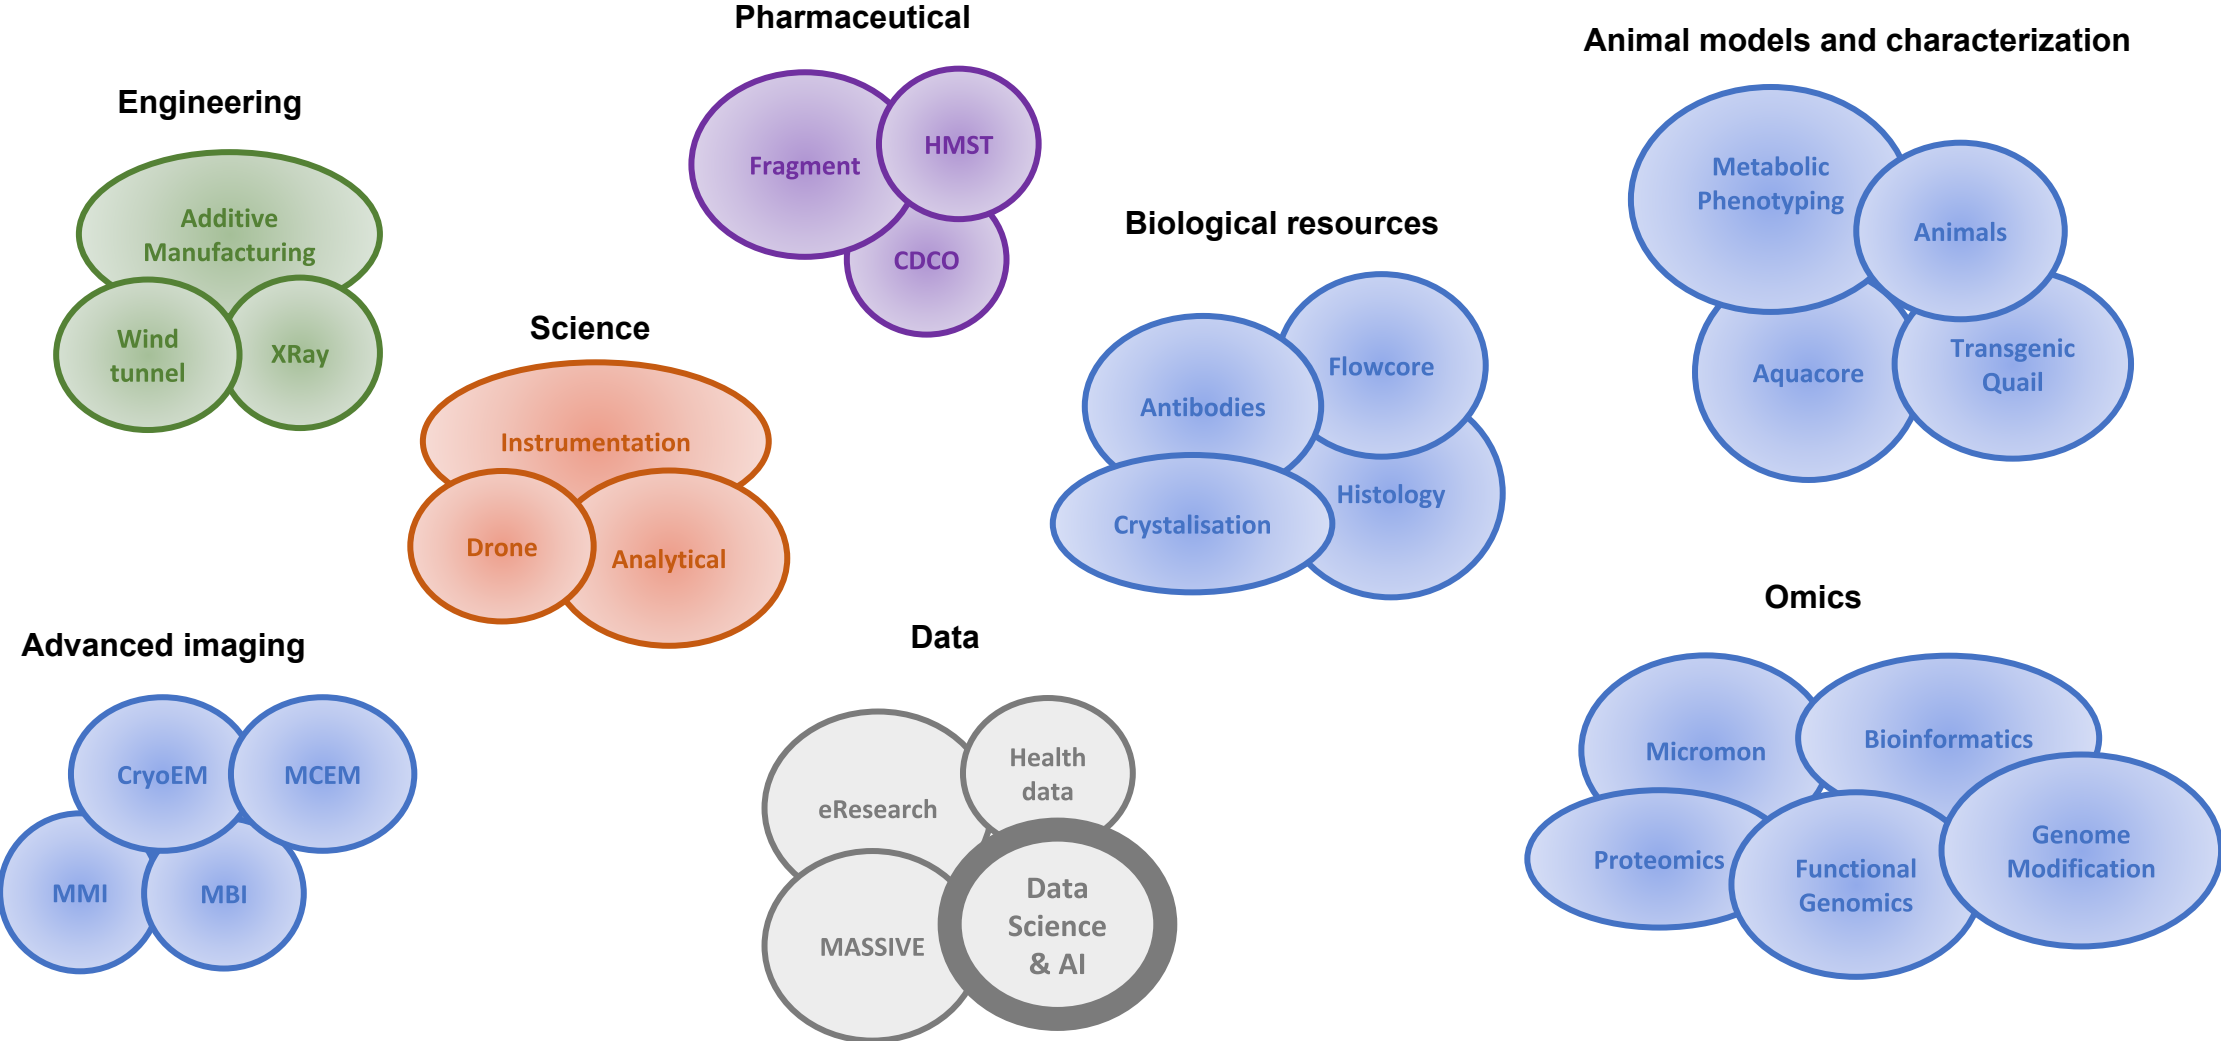 Pharmaceutical
Fragment
HMST
CDCO
Animal models and characterization
Metabolic
Phenotyping
Animals
Aquacore
Transgenic
Quail
Engineering
Additive
Manufacturing
Wind
tunnel
XRay
Biological resources
Flowcore
Antibodies
Histology
Crystalisation
Science
Instrumentation
Drone
Analytical
Omics
Micromon
Bioinformatics
Proteomics
Functional
Genomics
Genome
Modification
Data
eResearch
Health
data
MASSIVE
Data
Science
& AI
Advanced imaging
CryoEM
MCEM
MMI
MBI